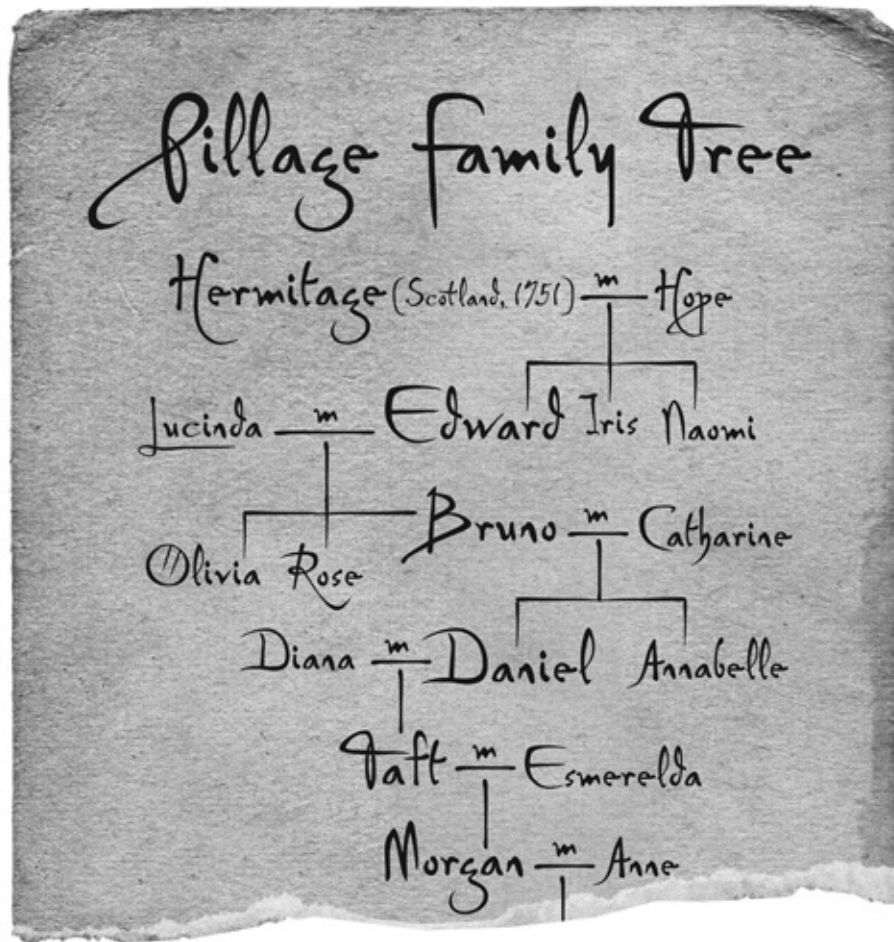 Pillage Family Tree
Hermitage (Scotland, 1751) m Hope
Lucinda m Edward Iris Naomi
Bruno m Catharine
Olivia Rose
Diana m Daniel Annabelle
Taft m Esmerelda
Morgan m Anne